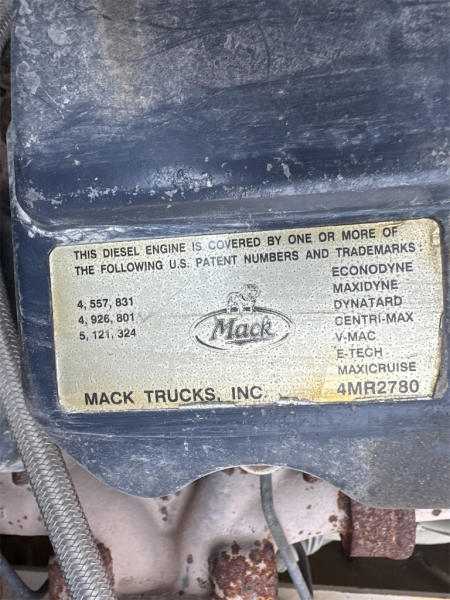 THIS DIESEL ENGINE IS COVERED BY ONE OR MORE OF
THE FOLLOWING U.S. PATENT NUMBERS AND TRADEMARKS:
4,557,831
4,926,801
5,121,324
Mack
ECONODYNE
MAXIDYNE
DYNATARD
CENTRI-MAX
V-MAC
E-TECH
MAXICRUISE
MACK TRUCKS, INC.
4MR2780